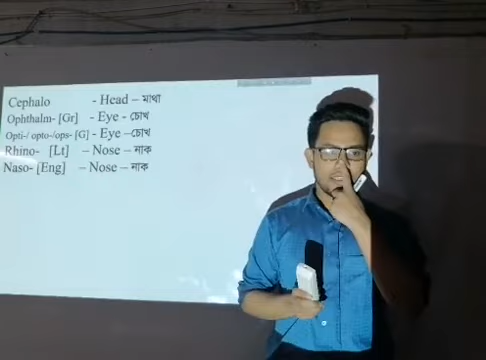 Cephalo - Head – মাথা
Ophthalm- [Gr] - Eye - চোখ
Opti-/ opto-/ops- [G] - Eye –চোখ
Rhino- [Lt] – Nose – নাক
Naso- [Eng] – Nose – নাক